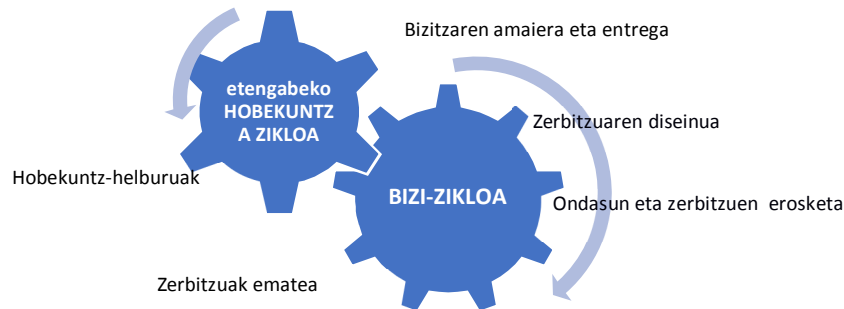 Bizitzaren amaiera eta entrega
etengabeko
HOBEKUNTZ
A ZIKLOA
Zerbitzuaren diseinua
Hobekuntz-helburuak
BIZI-ZIKLOA
Ondasun eta zerbitzuen erosketa
Zerbitzuak ematea